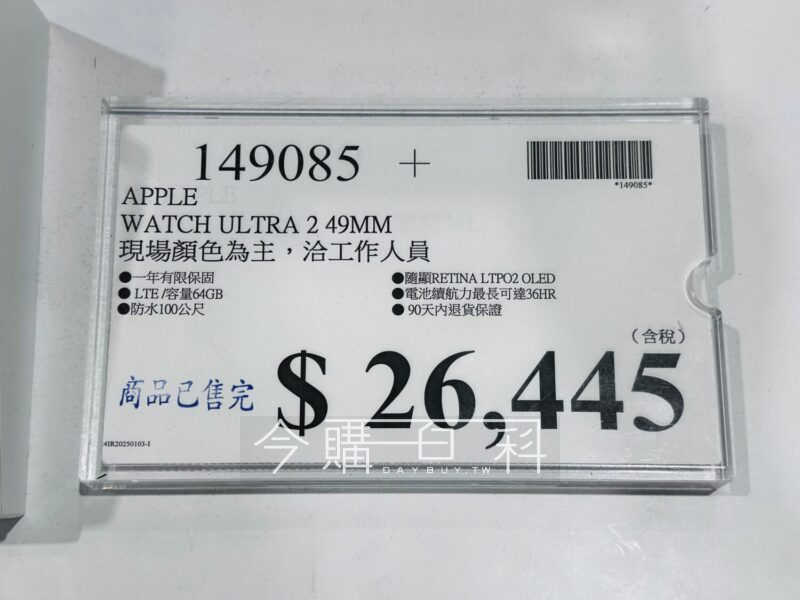 149085 +
*149085*
APPLE
WATCH ULTRA 2 49MM
現場顏色為主，洽工作人員
●一年有限保固
●隨顯RETINA LTPO2 OLED
● LTE /容量64GB
●電池續航力最長可達36HR
●防水100公尺
● 90天內退貨保證
（含稅）
商品已售完
$ 26,445
4IR20250103-1
今購百科
DAYBUY.TW